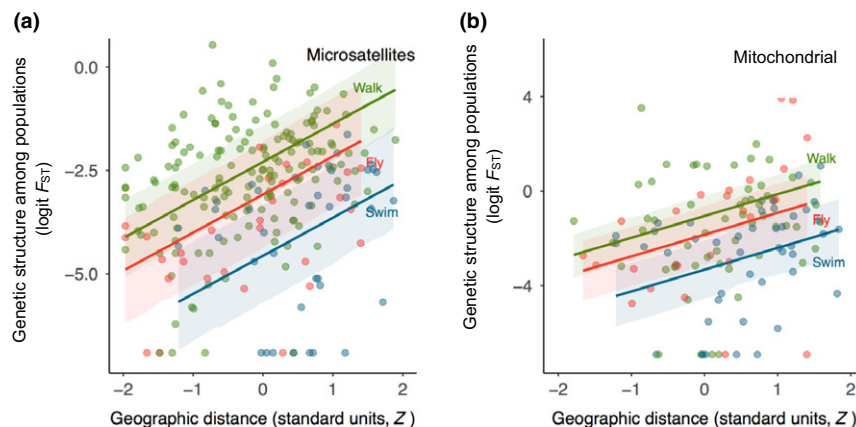 (a)
Genetic structure among populations
(logit FST)
Microsatellites
Walk
Fly
Swim
0.0
−2.5
−5.0
−2
−1
0
1
2
Geographic distance (standard units, Z )
(b)
Genetic structure among populations
(logit FST)
Mitochondrial
Walk
Fly
Swim
4
0
−4
−2
−1
0
1
2
Geographic distance (standard units, Z )